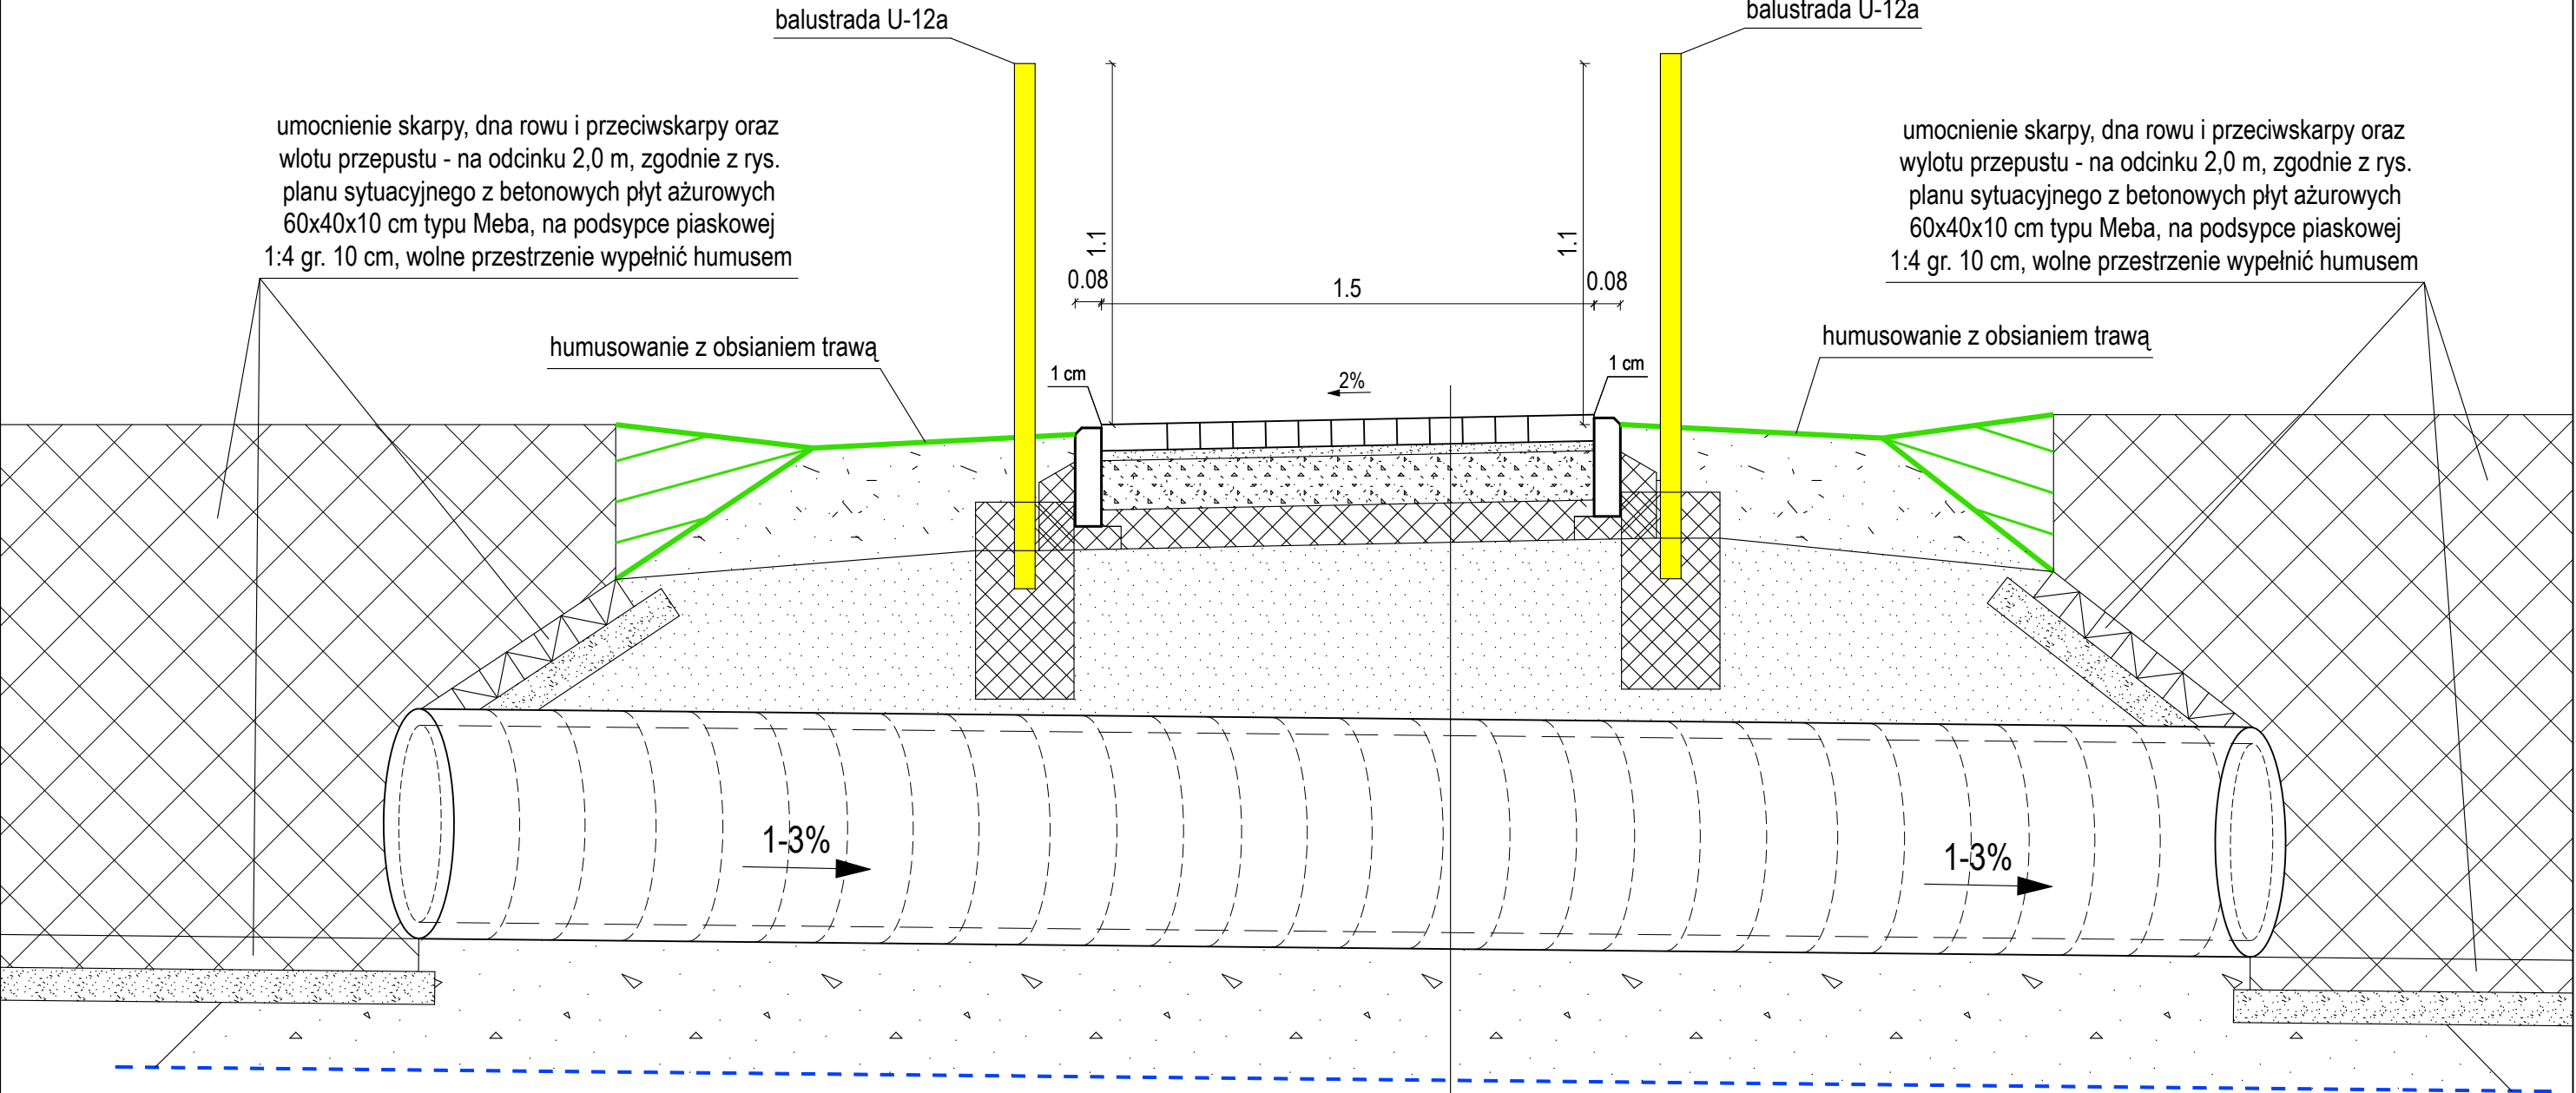 balustrada U-12a
balustrada U-12a
umocnienie skarpy, dna rowu i przeciwskarpy oraz
wlotu przepustu - na odcinku 2,0 m, zgodnie z rys.
planu sytuacyjnego z betonowych płyt ażurowych
60x40x10 cm typu Meba, na podsypce piaskowej
1:4 gr. 10 cm, wolne przestrzenie wypełnić humusem
umocnienie skarpy, dna rowu i przeciwskarpy oraz
wylotu przepustu - na odcinku 2,0 m, zgodnie z rys.
planu sytuacyjnego z betonowych płyt ażurowych
60x40x10 cm typu Meba, na podsypce piaskowej
1:4 gr. 10 cm, wolne przestrzenie wypełnić humusem
1.1
1.1
0.08
1.5
0.08
humusowanie z obsianiem trawą
humusowanie z obsianiem trawą
1 cm
2%
1 cm
1-3%
1-3%